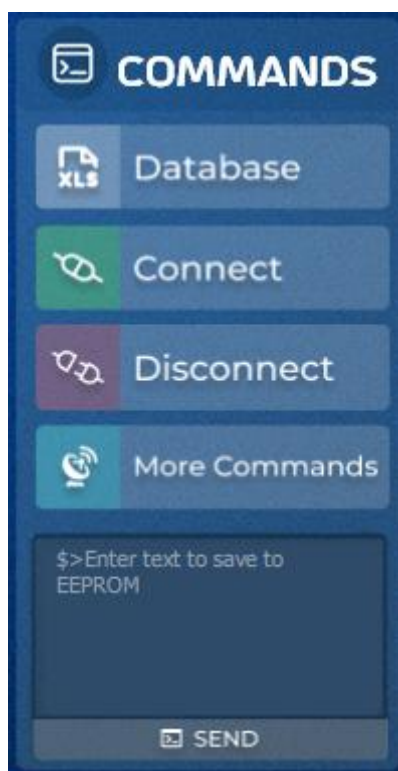 COMMANDS
XLS
Database
Connect
Disconnect
More Commands
$>Enter text to save to
EEPROM
SEND